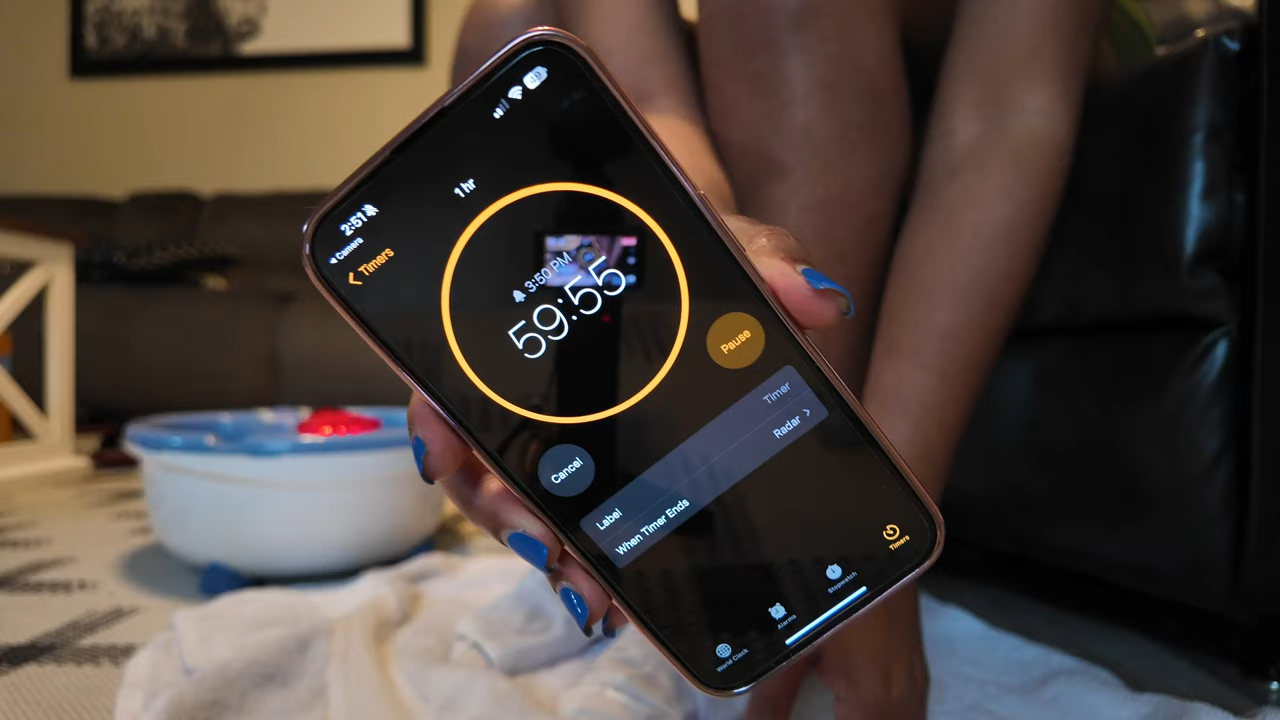 49
2:51
Camera
Timers
1 hr
3:50 PM
59:55
Cancel
Pause
Label
Timer
When Timer Ends
Radar
World Clock
Alarms
Stopwatch
Timers